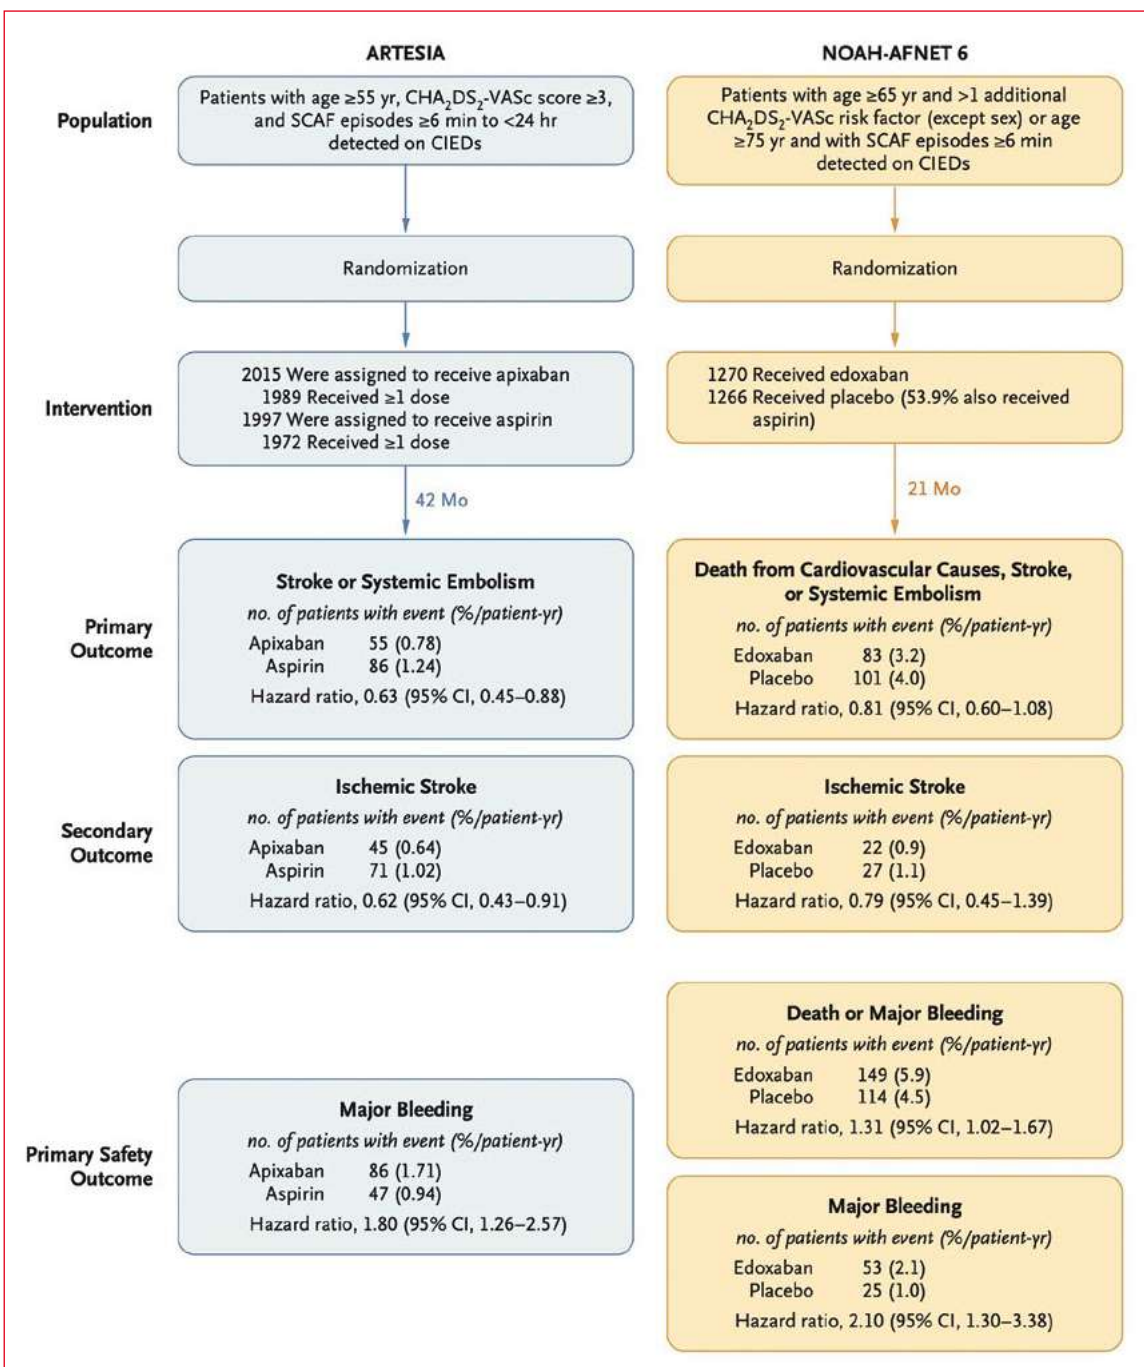 ARTESIA
NOAH-AFNET 6
Population
Patients with age ≥55 yr, CHA₂DS₂-VASc score ≥3,
and SCAF episodes ≥6 min to <24 hr
detected on CIEDs
Patients with age ≥65 yr and >1 additional
CHA₂DS₂-VASc risk factor (except sex) or age
≥75 yr and with SCAF episodes ≥6 min
detected on CIEDs
Randomization
Randomization
Intervention
2015 Were assigned to receive apixaban
1989 Received ≥1 dose
1997 Were assigned to receive aspirin
1972 Received ≥1 dose
1270 Received edoxaban
1266 Received placebo (53.9% also received
aspirin)
42 Mo
21 Mo
Primary
Outcome
Stroke or Systemic Embolism
no. of patients with event (%/patient-yr)
Apixaban 55 (0.78)
Aspirin 86 (1.24)
Hazard ratio, 0.63 (95% CI, 0.45–0.88)
Death from Cardiovascular Causes, Stroke,
or Systemic Embolism
no. of patients with event (%/patient-yr)
Edoxaban 83 (3.2)
Placebo 101 (4.0)
Hazard ratio, 0.81 (95% CI, 0.60–1.08)
Secondary
Outcome
Ischemic Stroke
no. of patients with event (%/patient-yr)
Apixaban 45 (0.64)
Aspirin 71 (1.02)
Hazard ratio, 0.62 (95% CI, 0.43–0.91)
Ischemic Stroke
no. of patients with event (%/patient-yr)
Edoxaban 22 (0.9)
Placebo 27 (1.1)
Hazard ratio, 0.79 (95% CI, 0.45–1.39)
Primary Safety
Outcome
Major Bleeding
no. of patients with event (%/patient-yr)
Apixaban 86 (1.71)
Aspirin 47 (0.94)
Hazard ratio, 1.80 (95% CI, 1.26–2.57)
Death or Major Bleeding
no. of patients with event (%/patient-yr)
Edoxaban 149 (5.9)
Placebo 114 (4.5)
Hazard ratio, 1.31 (95% CI, 1.02–1.67)
Major Bleeding
no. of patients with event (%/patient-yr)
Edoxaban 53 (2.1)
Placebo 25 (1.0)
Hazard ratio, 2.10 (95% CI, 1.30–3.38)